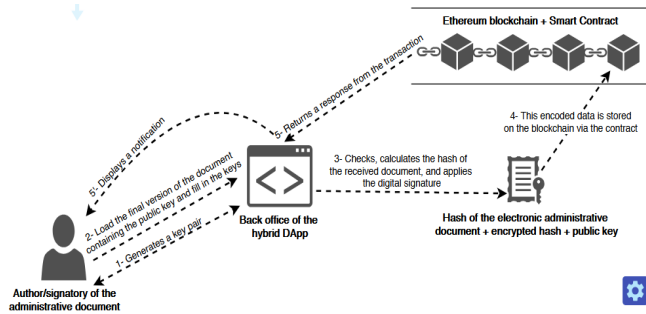 Ethereum blockchain + Smart Contract
5- Returns a response from the transaction
4- This encoded data is stored
on the blockchain via the contract
5'- Displays a notification
3- Checks, calculates the hash of
the received document, and applies
the digital signature
2- Load the final version of the document
containing the public key and fill in the keys
1- Generates a key pair
Back office of the
hybrid DApp
Hash of the electronic administrative
document + encrypted hash + public key
Author/signatory of the
administrative document